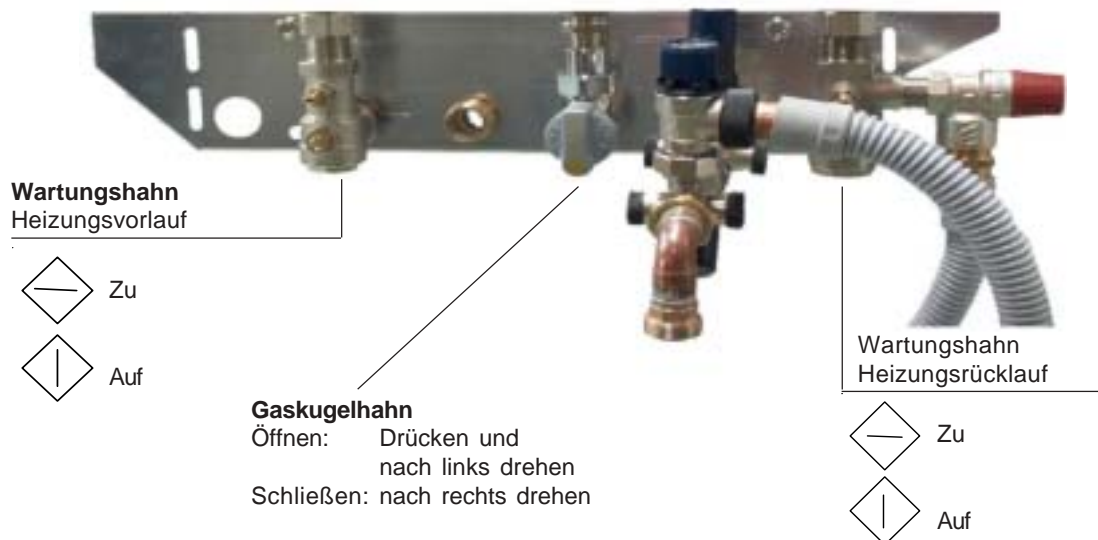 Wartungshahn
Heizungsvorlauf
Zu
Auf
Gaskugelhahn
Öffnen: Drücken und
nach links drehen
Schließen: nach rechts drehen
Wartungshahn
Heizungsrücklauf
Zu
Auf